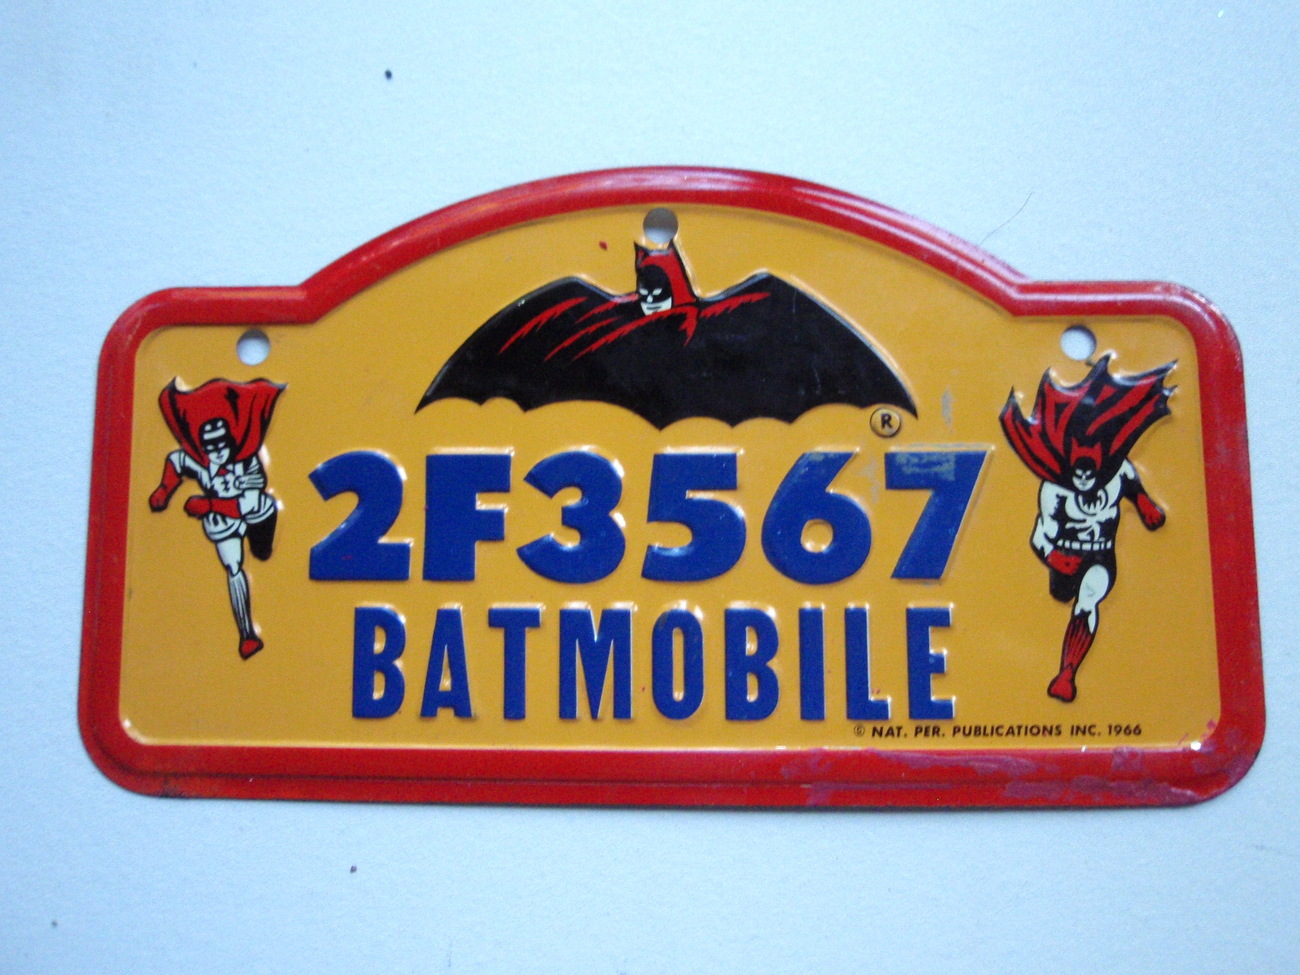 ®
2F3567
BATMOBILE
© NAT. PER. PUBLICATIONS INC. 1966